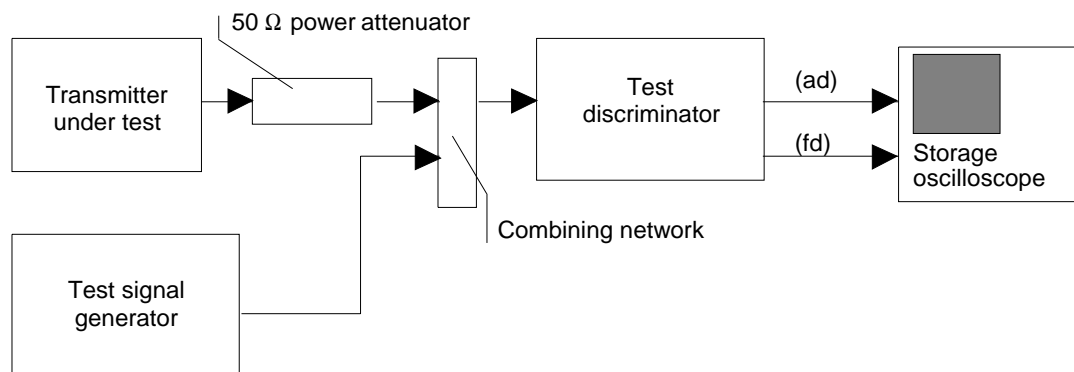 50 Ω power attenuator
Transmitter
under test
Test
discriminator
(ad)
(fd)
Storage
oscilloscope
Combining network
Test signal
generator